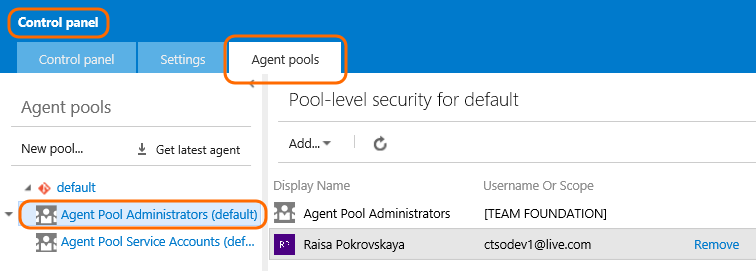 Control panel
Control panel Settings Agent pools
Agent pools
New pool... Get latest agent
default
Agent Pool Administrators (default)
Agent Pool Service Accounts (def...
Pool-level security for default
Add...
Display Name Username Or Scope
Agent Pool Administrators [TEAM FOUNDATION]
RP Raisa Pokrovskaya ctsodev1@live.com Remove